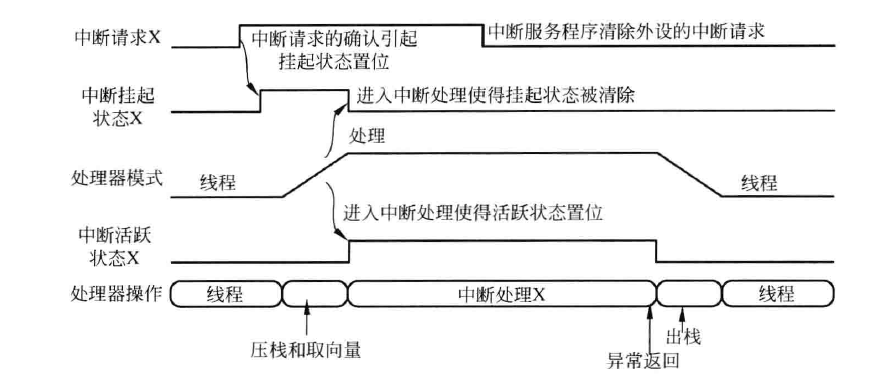 中断请求X
中断请求的确认引起
挂起状态置位
中断服务程序清除外设的中断请求
中断挂起
状态X
进入中断处理使得挂起状态被清除
处理
处理器模式
线程
线程
进入中断处理使得活跃状态置位
中断活跃
状态X
处理器操作
线程
中断处理X
线程
压栈和取向量
出栈
异常返回